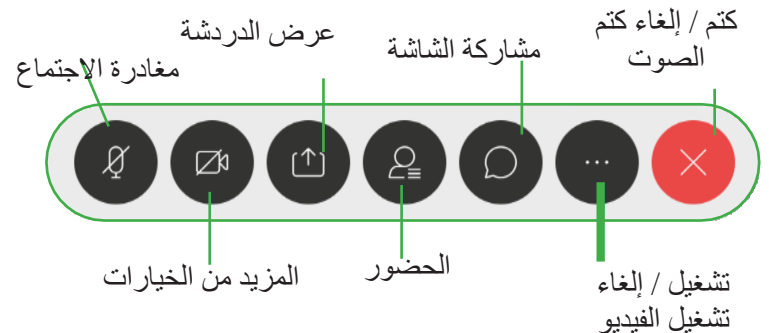 كتم / إلغاء كتم
الصوت
مشاركة الشاشة
عرض الدردشة
مغادرة الاجتماع
تشغيل / إلغاء
تشغيل الفيديو
الحضور
المزيد من الخيارات